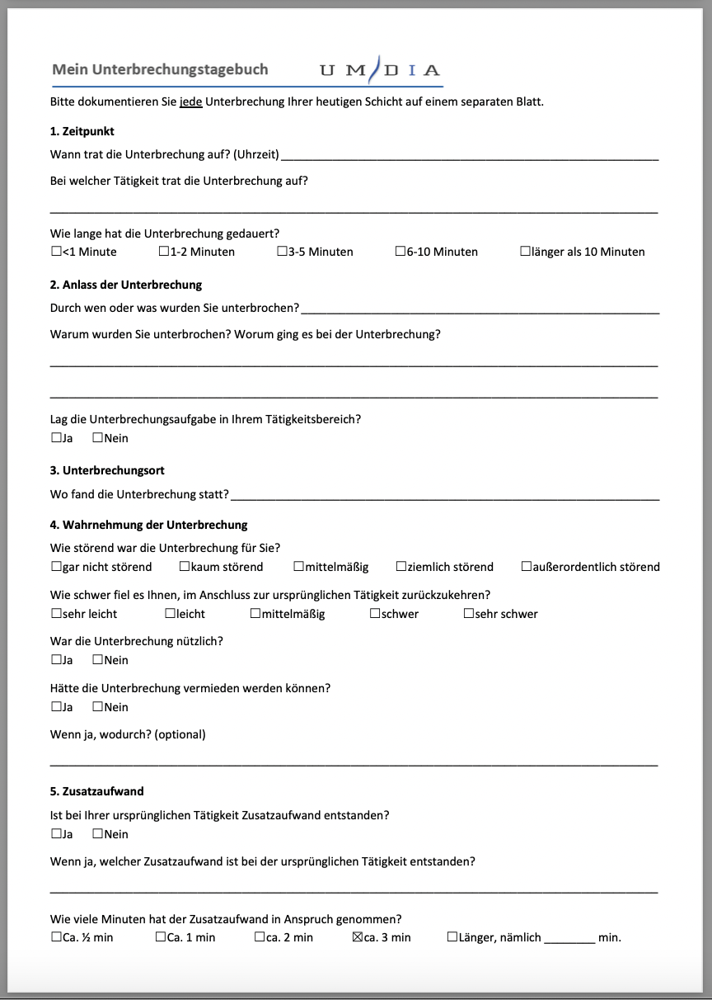 Mein Unterbrechungstagebuch UM/DIA
Bitte dokumentieren Sie jede Unterbrechung Ihrer heutigen Schicht auf einem separaten Blatt.
1. Zeitpunkt
Wann trat die Unterbrechung auf? (Uhrzeit)
Bei welcher Tätigkeit trat die Unterbrechung auf?
Wie lange hat die Unterbrechung gedauert?
☐<1 Minute ☐1-2 Minuten ☐3-5 Minuten ☐6-10 Minuten ☐länger als 10 Minuten
2. Anlass der Unterbrechung
Durch wen oder was wurden Sie unterbrochen?
Warum wurden Sie unterbrochen? Worum ging es bei der Unterbrechung?
Lag die Unterbrechungsaufgabe in Ihrem Tätigkeitsbereich?
☐Ja ☐Nein
3. Unterbrechungsort
Wo fand die Unterbrechung statt?
4. Wahrnehmung der Unterbrechung
Wie störend war die Unterbrechung für Sie?
☐gar nicht störend ☐kaum störend ☐mittelmäßig ☐ziemlich störend ☐außerordentlich störend
Wie schwer fiel es Ihnen, im Anschluss zur ursprünglichen Tätigkeit zurückzukehren?
☐sehr leicht ☐leicht ☐mittelmäßig ☐schwer ☐sehr schwer
War die Unterbrechung nützlich?
☐Ja ☐Nein
Hätte die Unterbrechung vermieden werden können?
☐Ja ☐Nein
Wenn ja, wodurch? (optional)
5. Zusatzaufwand
Ist bei Ihrer ursprünglichen Tätigkeit Zusatzaufwand entstanden?
☐Ja ☐Nein
Wenn ja, welcher Zusatzaufwand ist bei der ursprünglichen Tätigkeit entstanden?
Wie viele Minuten hat der Zusatzaufwand in Anspruch genommen?
☐Ca. ½ min ☐Ca. 1 min ☐ca. 2 min ☒ca. 3 min ☐Länger, nämlich ________ min.